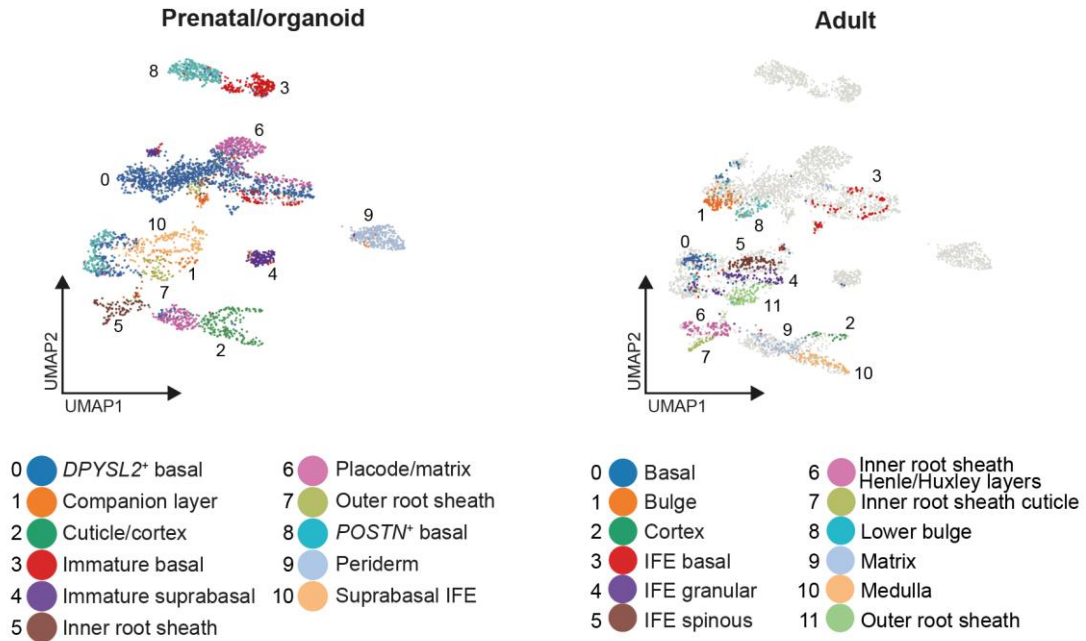 Prenatal/organoid
8
3
6
0
10
9
1
4
7
5
2
UMAP2
UMAP1
Adult
3
1
8
0
5
4
11
6
9
2
7
10
UMAP2
UMAP1
0 DPYSL2⁺ basal
1 Companion layer
2 Cuticle/cortex
3 Immature basal
4 Immature suprabasal
5 Inner root sheath
6 Placode/matrix
7 Outer root sheath
8 POSTN⁺ basal
9 Periderm
10 Suprabasal IFE
0 Basal
1 Bulge
2 Cortex
3 IFE basal
4 IFE granular
5 IFE spinous
6 Inner root sheath
Henle/Huxley layers
7 Inner root sheath cuticle
8 Lower bulge
9 Matrix
10 Medulla
11 Outer root sheath